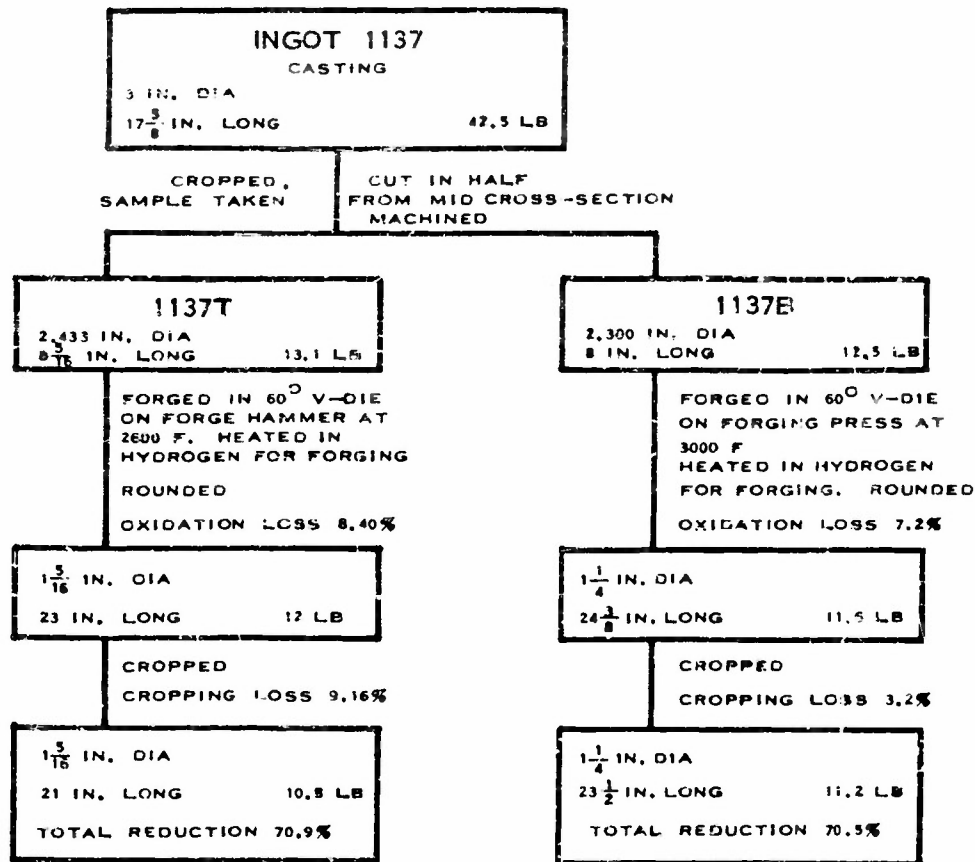 INGOT 1137
CASTING
3 IN. DIA
17 5/8 IN. LONG 42.5 LB
CROPPED, SAMPLE TAKEN
CUT IN HALF
FROM MID CROSS-SECTION
MACHINED
1137T
2.433 IN. DIA
8 5/16 IN. LONG 13.1 LB
FORGED IN 60° V-DIE
ON FORGE HAMMER AT
2600 F. HEATED IN
HYDROGEN FOR FORGING
ROUNDED
OXIDATION LOSS 8.40%
1 5/16 IN. DIA
23 IN. LONG 12 LB
CROPPED
CROPPING LOSS 9.16%
1 5/16 IN. DIA
21 IN. LONG 10.8 LB
TOTAL REDUCTION 70.9%
1137B
2.300 IN. DIA
8 IN. LONG 12.5 LB
FORGED IN 60° V-DIE
ON FORGING PRESS AT
3000 F
HEATED IN HYDROGEN
FOR FORGING. ROUNDED
OXIDATION LOSS 7.2%
1 1/4 IN. DIA
24 3/8 IN. LONG 11.5 LB
CROPPED
CROPPING LOSS 3.2%
1 1/4 IN. DIA
23 1/2 IN. LONG 11.2 LB
TOTAL REDUCTION 70.5%